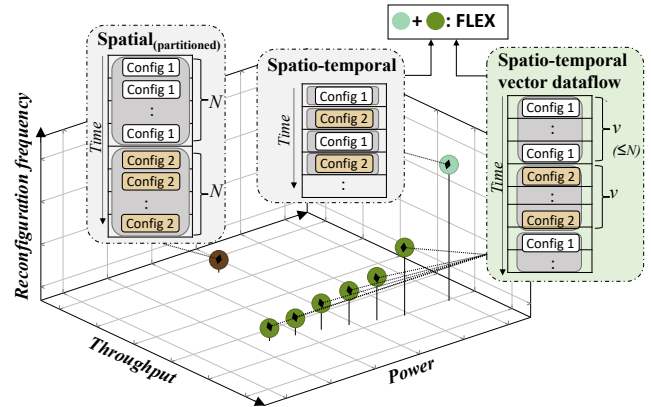 + : FLEX
Spatial(partitioned)
Config 1
Config 1
:
Config 1
N
Config 2
Config 2
:
Config 2
N
Time
Spatio-temporal
Config 1
Config 2
Config 1
Config 2
:
Time
Spatio-temporal
vector dataflow
Config 1
:
Config 1
v
(≤N)
Config 2
:
Config 2
v
Config 1
:
Time
Reconfiguration frequency
Throughput
Power